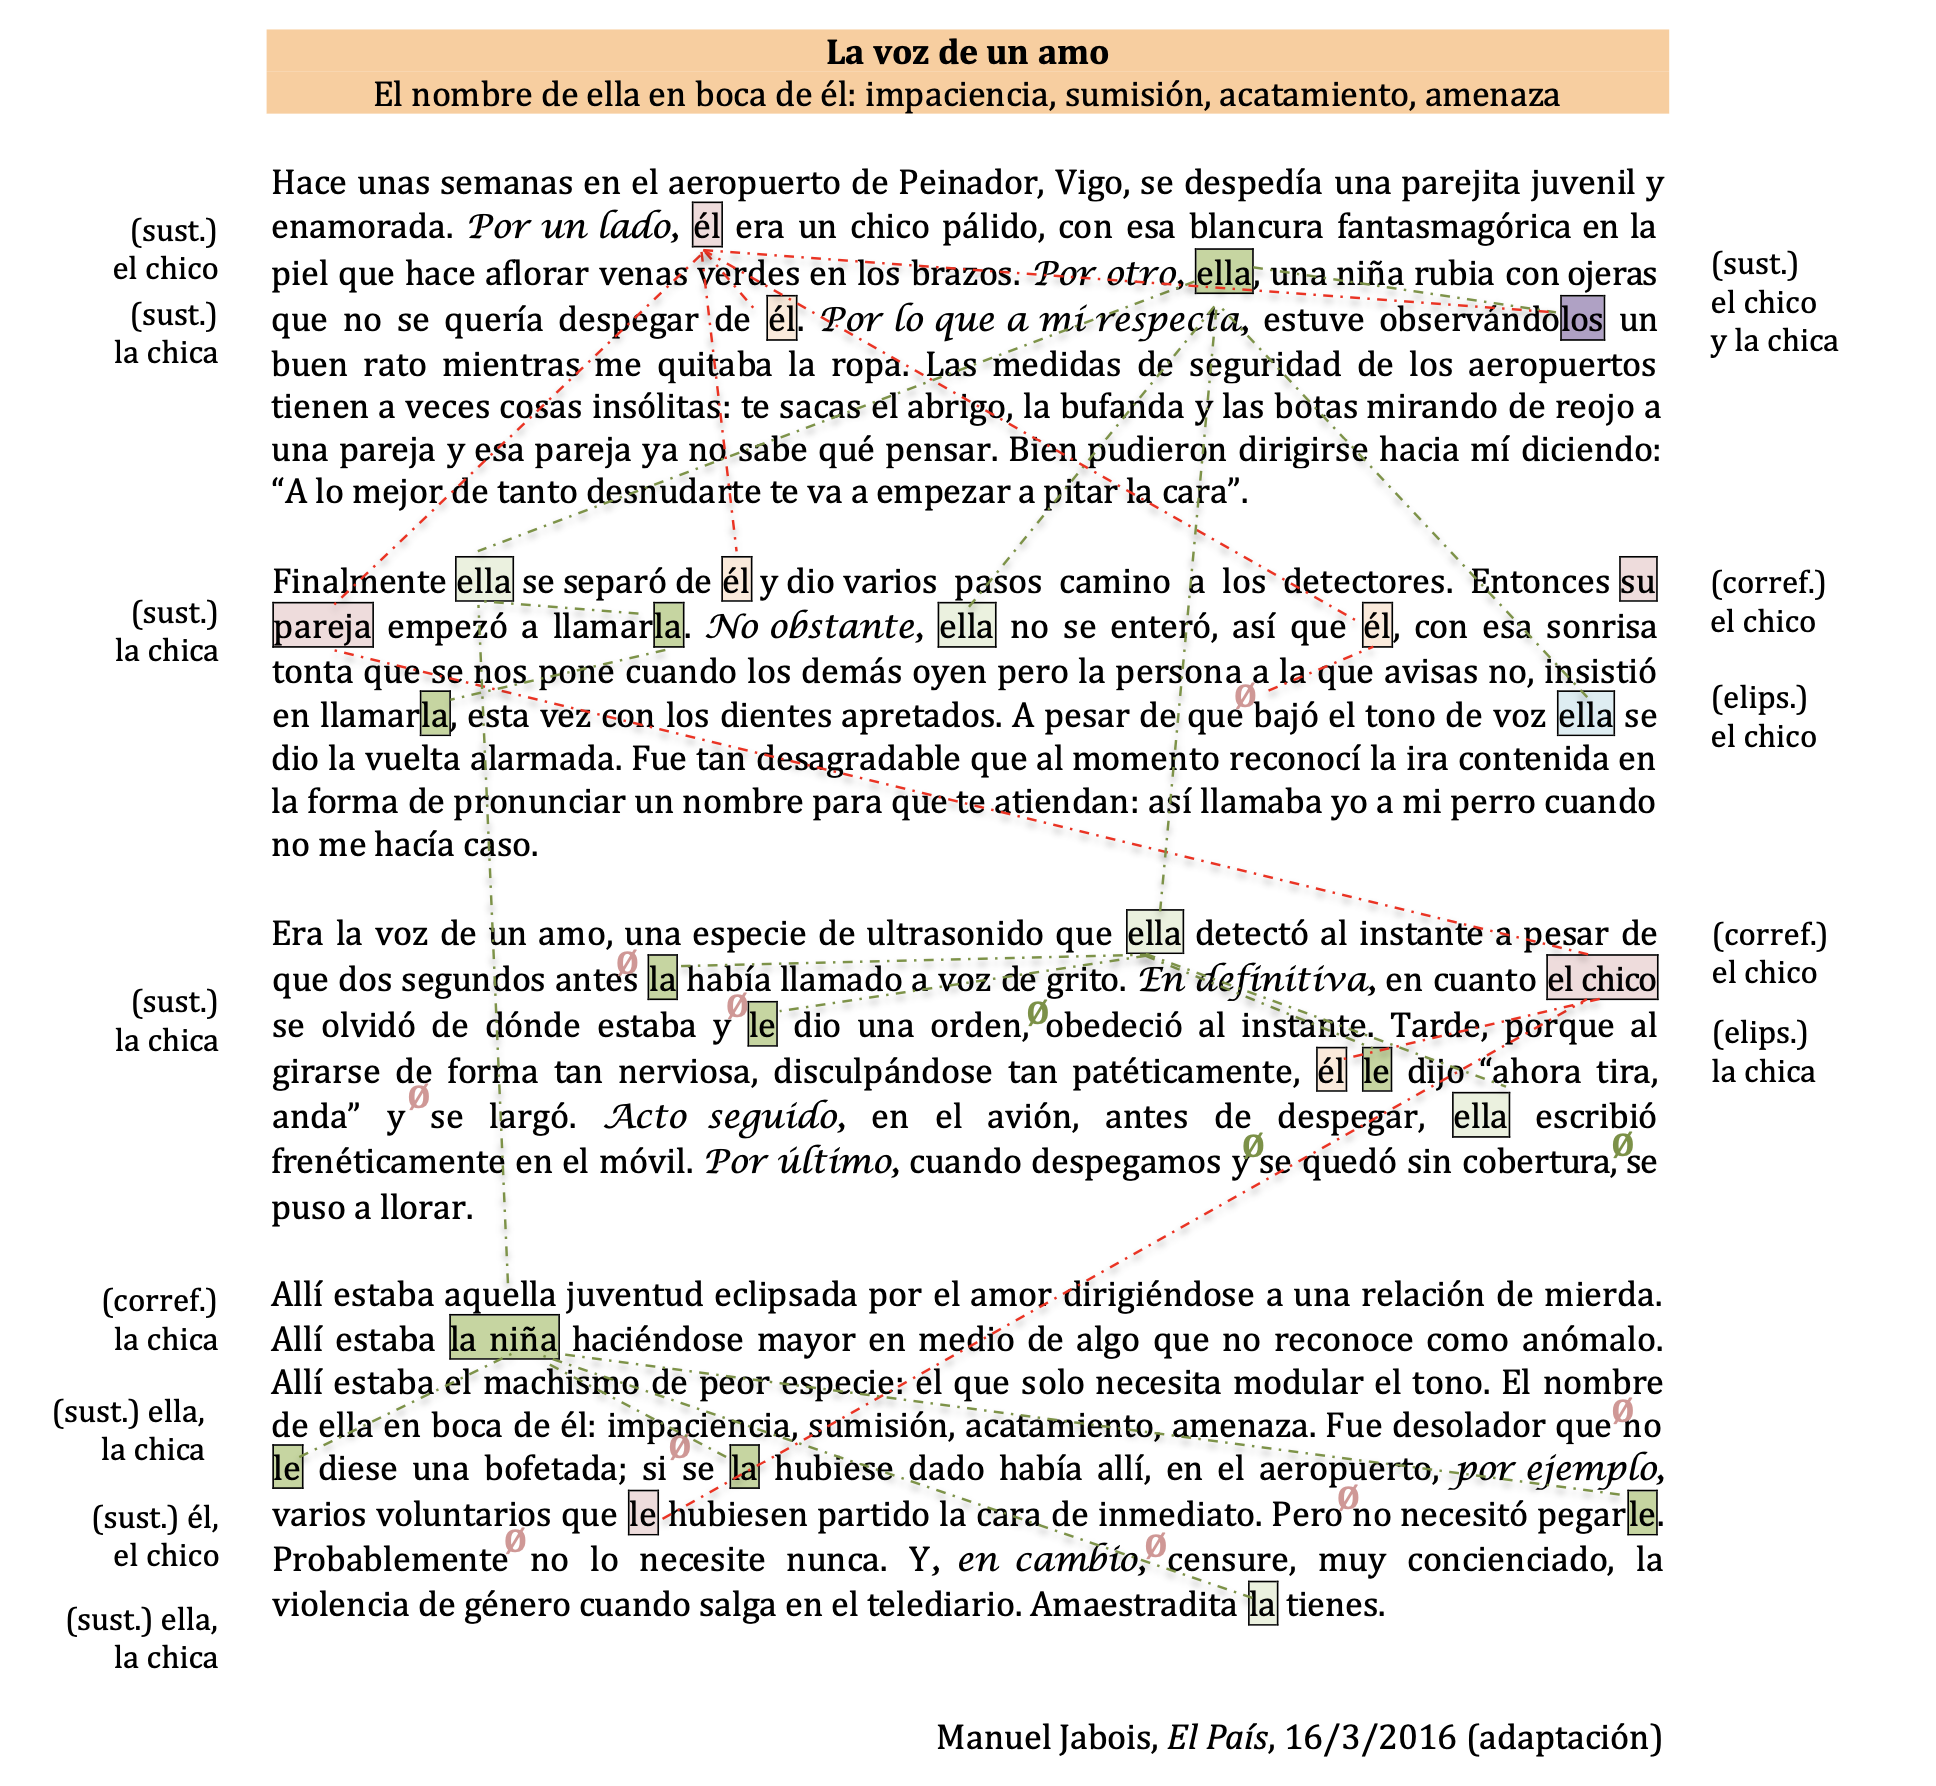 La voz de un amo
El nombre de ella en boca de él: impaciencia, sumisión, acatamiento, amenaza
Hace unas semanas en el aeropuerto de Peinador, Vigo, se despedía una parejita juvenil y
enamorada. Por un lado, él era un chico pálido, con esa blancura fantasmagórica en la
piel que hace aflorar venas verdes en los brazos. Por otro, ella, una niña rubia con ojeras
que no se quería despegar de él. Por lo que a mí respecta, estuve observándolos un
buen rato mientras me quitaba la ropa. Las medidas de seguridad de los aeropuertos
tienen a veces cosas insólitas: te sacas el abrigo, la bufanda y las botas mirando de reojo a
una pareja y esa pareja ya no sabe qué pensar. Bien pudieron dirigirse hacia mí diciendo:
“A lo mejor de tanto desnudarte te va a empezar a pitar la cara”.
(sust.)
el chico
(sust.)
la chica
(sust.)
el chico
y la chica
Finalmente ella se separó de él y dio varios pasos camino a los detectores. Entonces su
pareja empezó a llamarla. No obstante, ella no se enteró, así que él, con esa sonrisa
tonta que se nos pone cuando los demás oyen pero la persona a la que avisas no, insistió
en llamarla, esta vez con los dientes apretados. A pesar de que Ø bajó el tono de voz ella se
dio la vuelta alarmada. Fue tan desagradable que al momento reconocí la ira contenida en
la forma de pronunciar un nombre para que te atiendan: así llamaba yo a mi perro cuando
no me hacía caso.
(sust.)
la chica
(corref.)
el chico
(elips.)
el chico
Era la voz de un amo, una especie de ultrasonido que ella detectó al instante a pesar de
que dos segundos antes Ø la había llamado a voz de grito. En definitiva, en cuanto el chico
se olvidó de dónde estaba y Ø le dio una orden, Ø obedeció al instante. Tarde, porque al
girarse de forma tan nerviosa, disculpándose tan patéticamente, él le dijo “ahora tira,
anda” y Ø se largó. Acto seguido, en el avión, antes de despegar, ella escribió
frenéticamente en el móvil. Por último, cuando despegamos y Ø se quedó sin cobertura, Ø se
puso a llorar.
(sust.)
la chica
(corref.)
el chico
(elips.)
la chica
Allí estaba aquella juventud eclipsada por el amor dirigiéndose a una relación de mierda.
Allí estaba la niña haciéndose mayor en medio de algo que no reconoce como anómalo.
Allí estaba el machismo de peor especie: el que solo necesita modular el tono. El nombre
de ella en boca de él: impaciencia, sumisión, acatamiento, amenaza. Fue desolador que Ø no
le diese una bofetada; si Ø se la hubiese dado había allí, en el aeropuerto, por ejemplo,
varios voluntarios que le hubiesen partido la cara de inmediato. Pero Ø no necesitó pegarle.
Probablemente Ø no lo necesite nunca. Y, en cambio, Ø censure, muy concienciado, la
violencia de género cuando salga en el telediario. Amaestradita la tienes.
(corref.)
la chica
(sust.) ella,
la chica
(sust.) él,
el chico
(sust.) ella,
la chica
Manuel Jabois, El País, 16/3/2016 (adaptación)